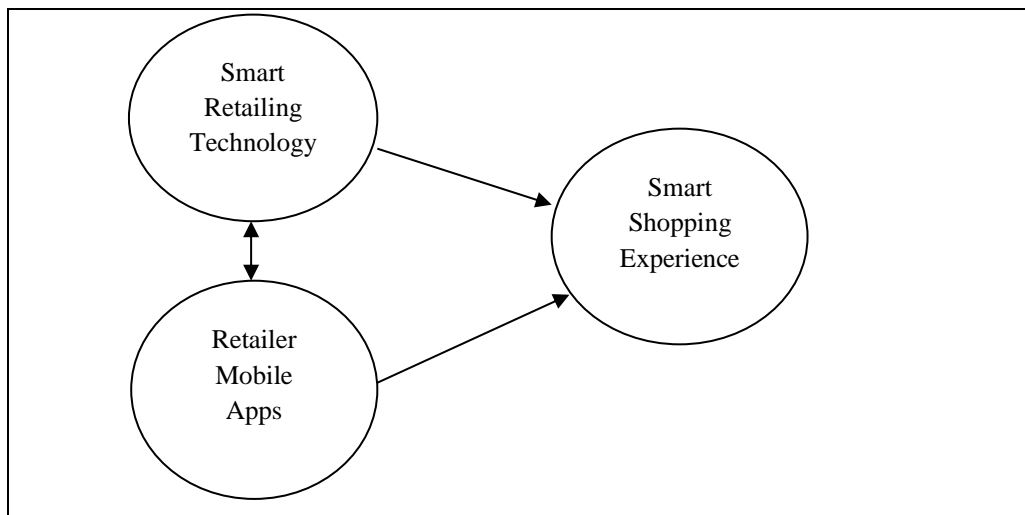 Smart
Retailing
Technology
Smart
Shopping
Experience
Retailer
Mobile
Apps